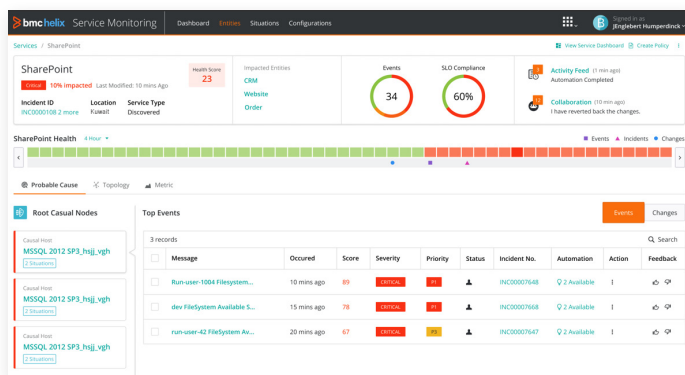 bmc helix Service Monitoring Dashboard Entities Situations Configurations Signed in as
JEnglebert Humperdinck
Services / SharePoint View Service Dashboard Create Policy
SharePoint
Critical 10% impacted Last Modified: 10 mins Ago
Incident ID Location Service Type
INC0000108 2 more Kuwait Discovered
Health Score
23
Impacted Entities
CRM
Website
Order
Events
34
SLO Compliance
60%
Activity Feed (1 min ago)
Automation Completed
12
Collaboration (10 min ago)
I have reverted back the changes.
SharePoint Health 4 Hour Events Incidents Changes
Probable Cause Topology Metric
Root Casual Nodes
Causal Host
MSSQL 2012 SP3_hsjj_vgh
2 Situations
Causal Host
MSSQL 2012 SP3_hsjj_vgh
2 Situations
Causal Host
MSSQL 2012 SP3_hsjj_vgh
2 Situations
Top Events Events Changes
3 records Search
Message Occured Score Severity Priority Status Incident No. Automation Action Feedback
Run-user-1004 Filesystem... 10 mins ago 89 CRITICAL P1 INC00007648 2 Available
dev FileSystem Available S... 15 mins ago 78 CRITICAL P1 INC00007668 2 Available
run-user-42 FileSystem Av... 20 mins ago 67 CRITICAL P3 INC00007647 2 Available